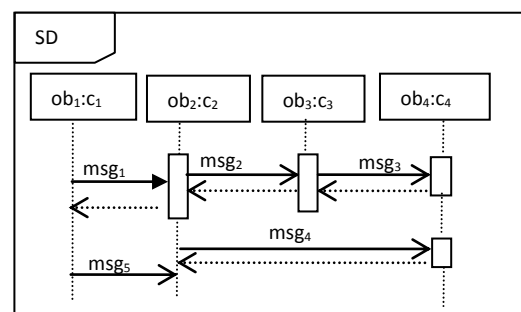 SD
ob₁:c₁ ob₂:c₂ ob₃:c₃ ob₄:c₄
msg₁ msg₂ msg₃
msg₄
msg₅